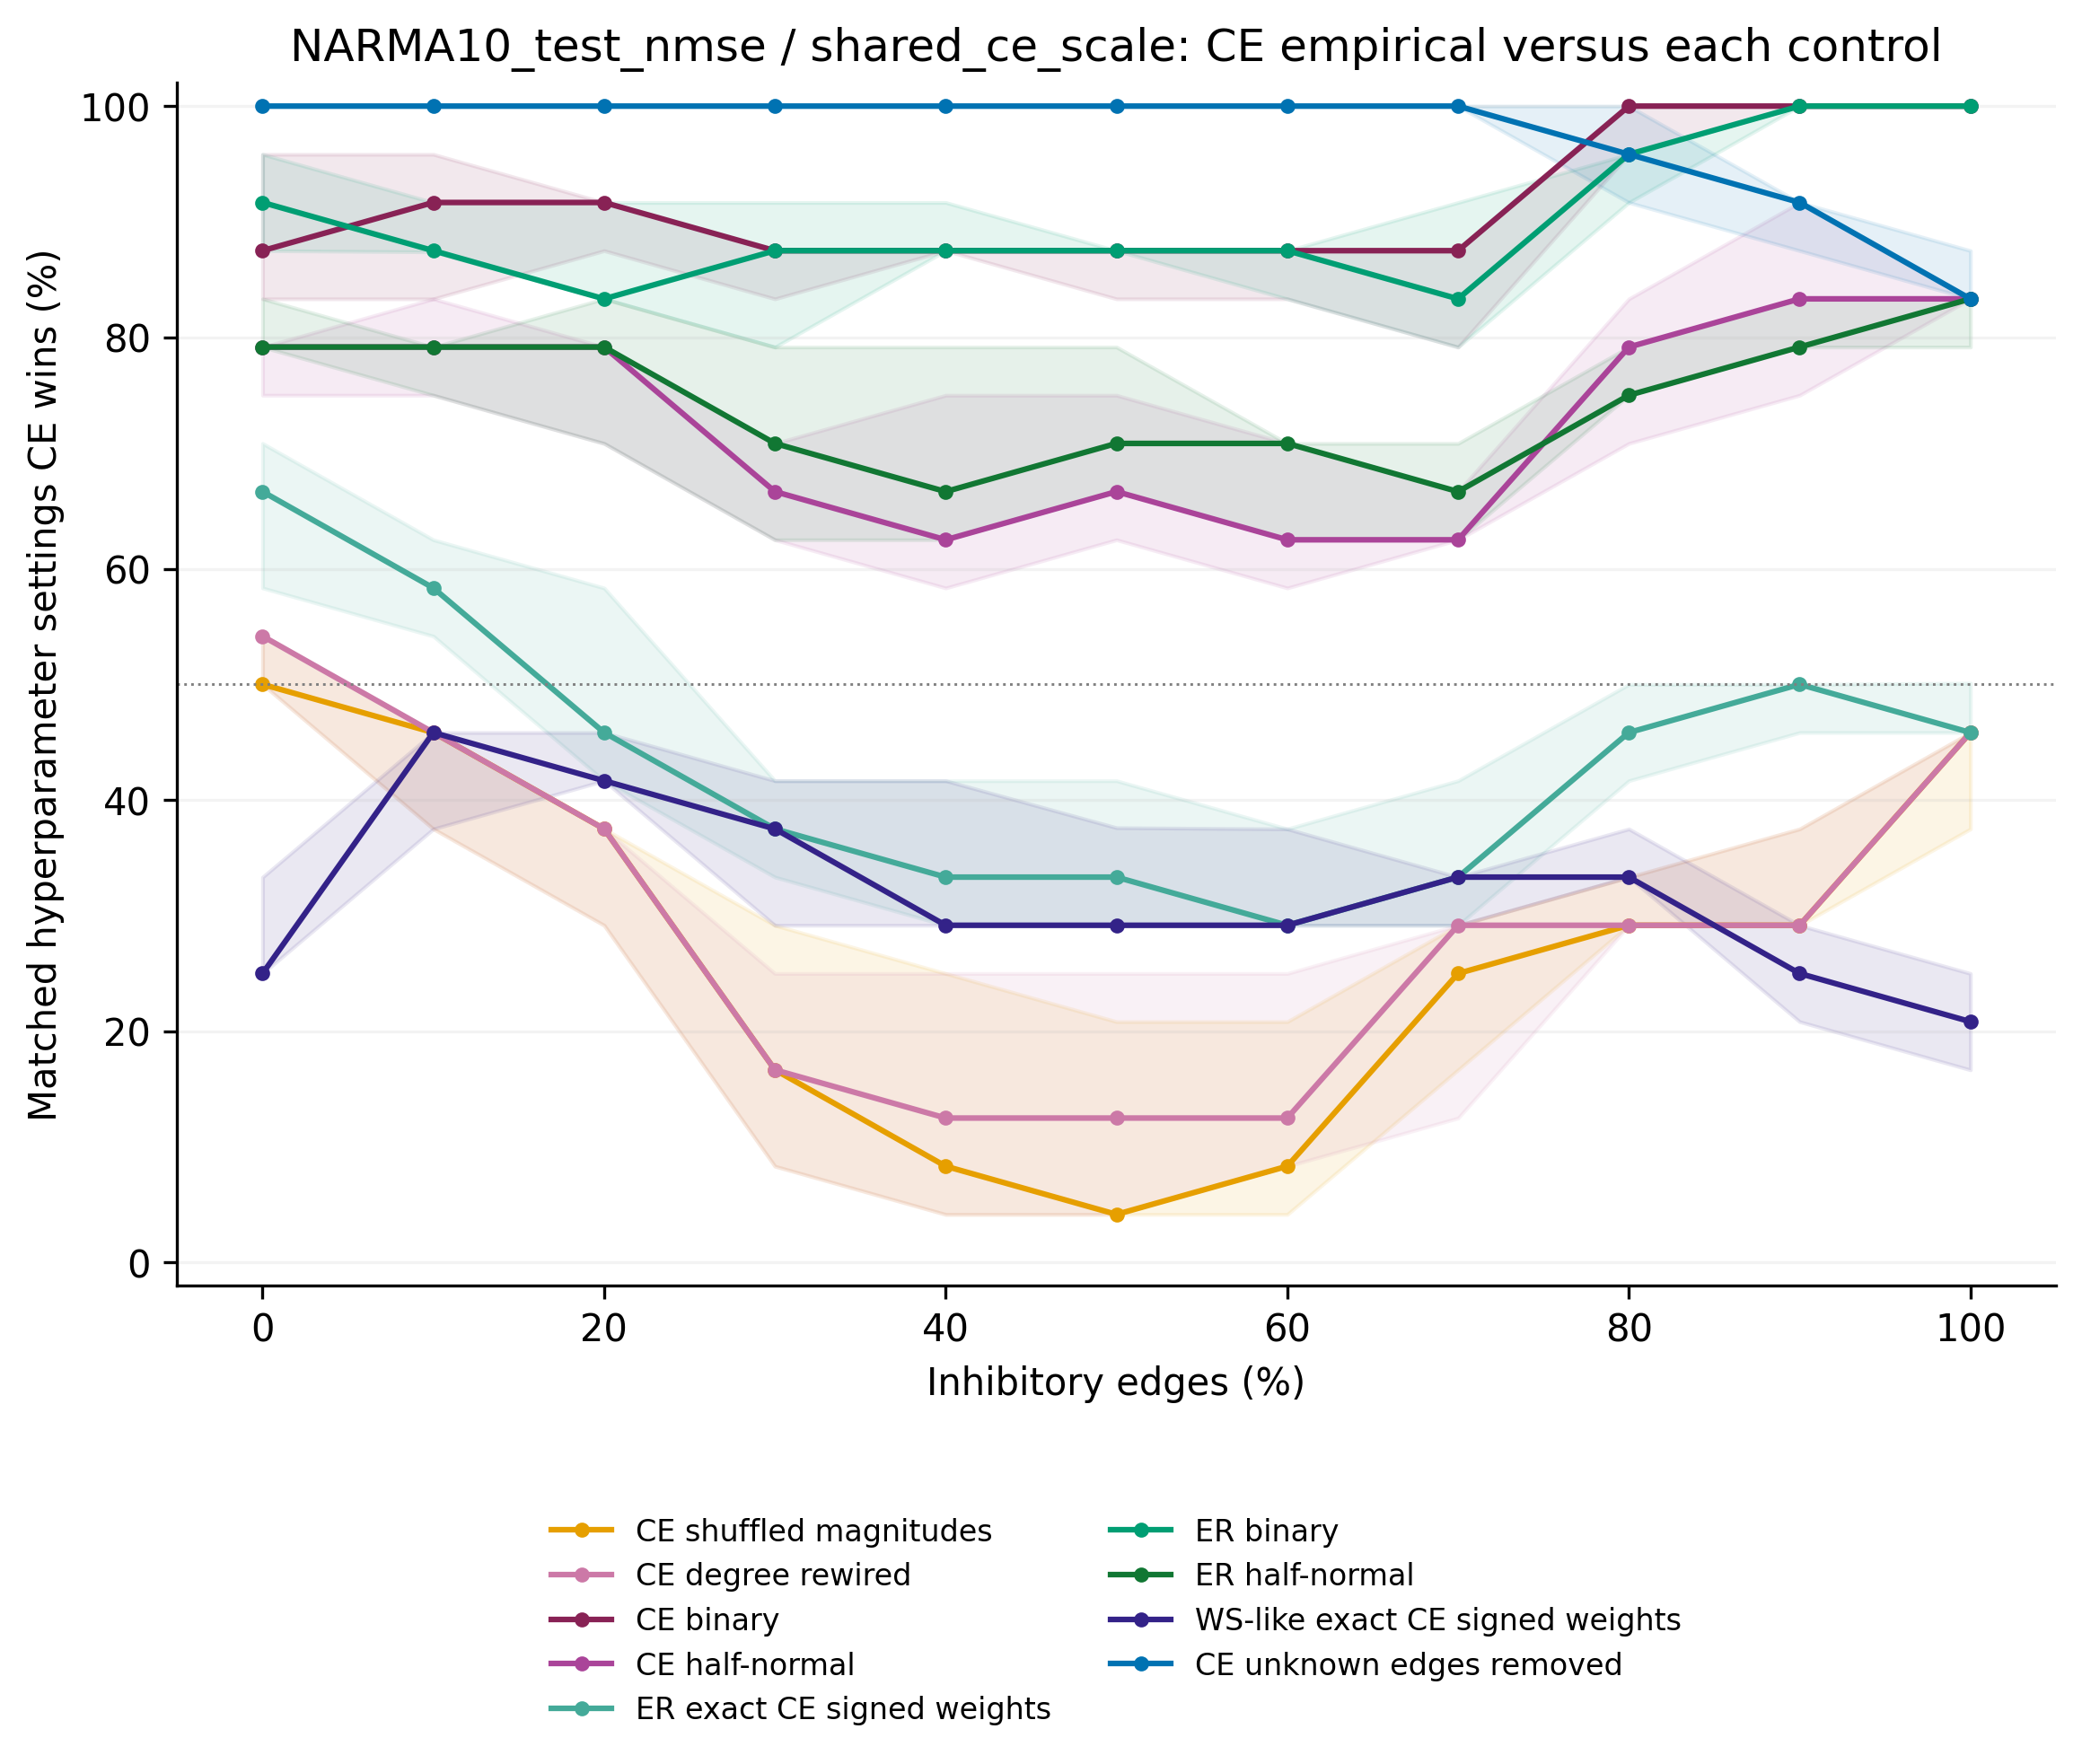 NARMA10_test_nmse / shared_ce_scale: CE empirical versus each control
Matched hyperparameter settings CE wins (%)
100
80
60
40
20
0
0 20 40 60 80 100
Inhibitory edges (%)
CE shuffled magnitudes
CE degree rewired
CE binary
CE half-normal
ER exact CE signed weights
ER binary
ER half-normal
WS-like exact CE signed weights
CE unknown edges removed